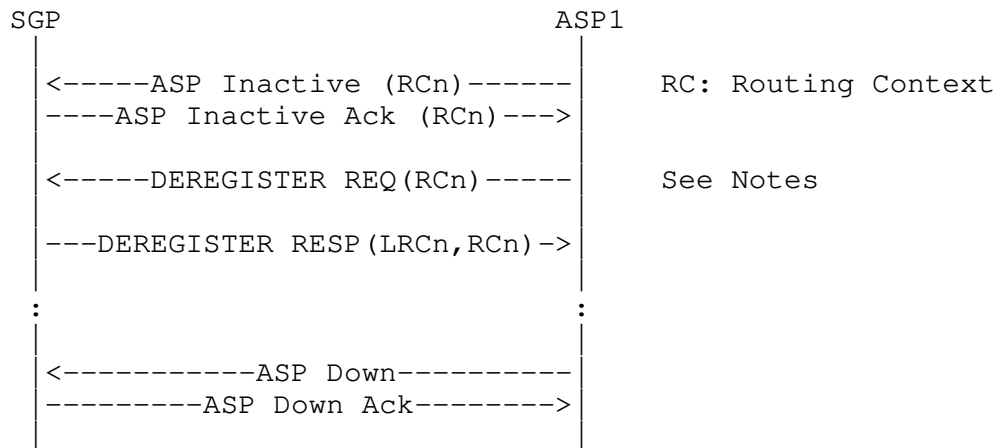 SGP                             ASP1
<-----ASP Inactive (RCn)------    RC: Routing Context
----ASP Inactive Ack (RCn)--->
<-----DEREGISTER REQ(RCn)-----    See Notes
---DEREGISTER RESP(LRCn,RCn)->
:                             :
<-----------ASP Down----------
---------ASP Down Ack-------->